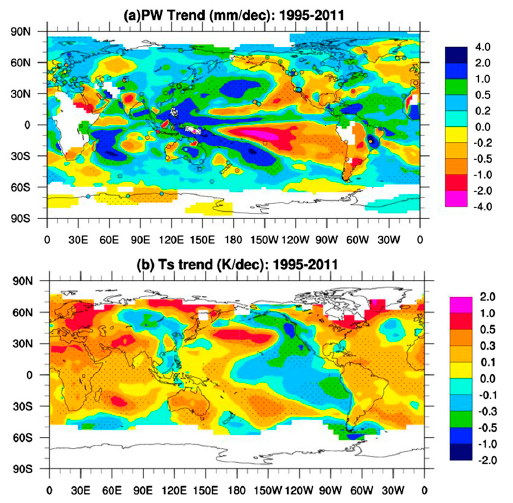 (a)PW Trend (mm/dec): 1995-2011
90N
60N
30N
0
30S
60S
90S
0 30E 60E 90E 120E 150E 180 150W 120W 90W 60W 30W 0
4.0
2.0
1.0
0.5
0.2
0.0
-0.2
-0.5
-1.0
-2.0
-4.0
(b) Ts trend (K/dec): 1995-2011
90N
60N
30N
0
30S
60S
90S
0 30E 60E 90E 120E 150E 180 150W 120W 90W 60W 30W 0
2.0
1.0
0.5
0.3
0.1
0.0
-0.1
-0.3
-0.5
-1.0
-2.0